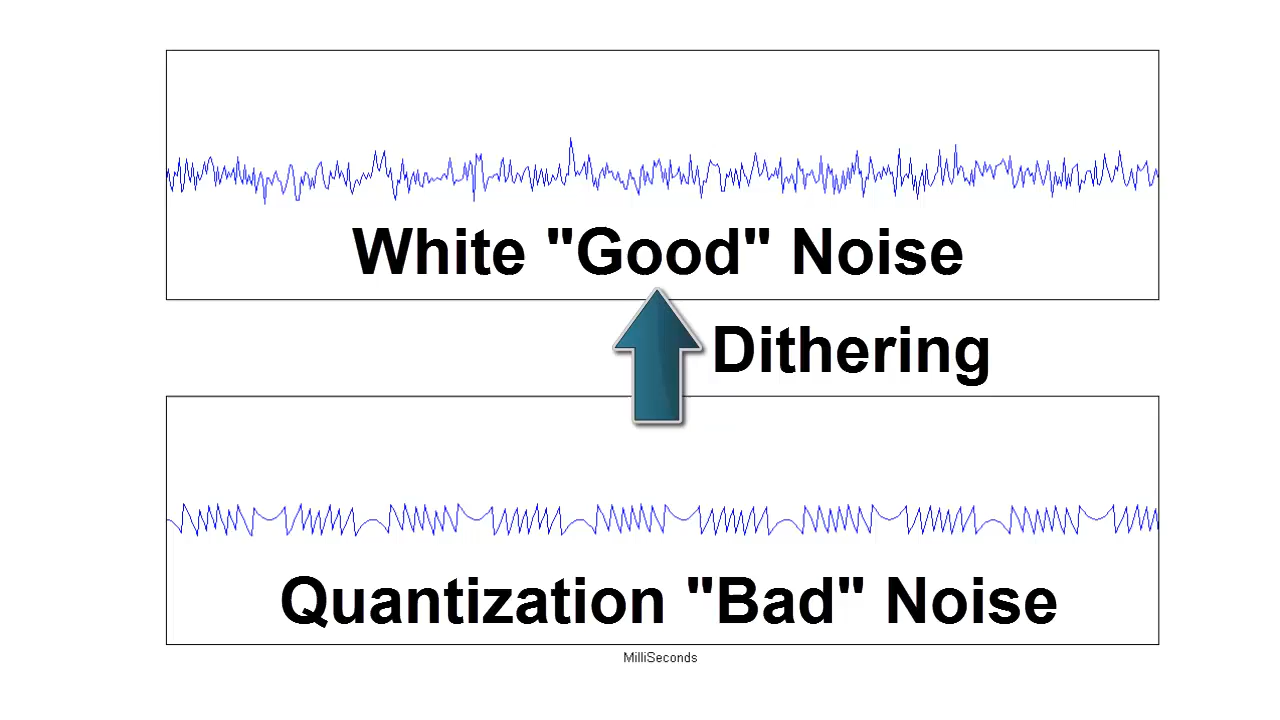 White "Good" Noise
Dithering
Quantization "Bad" Noise
MilliSeconds